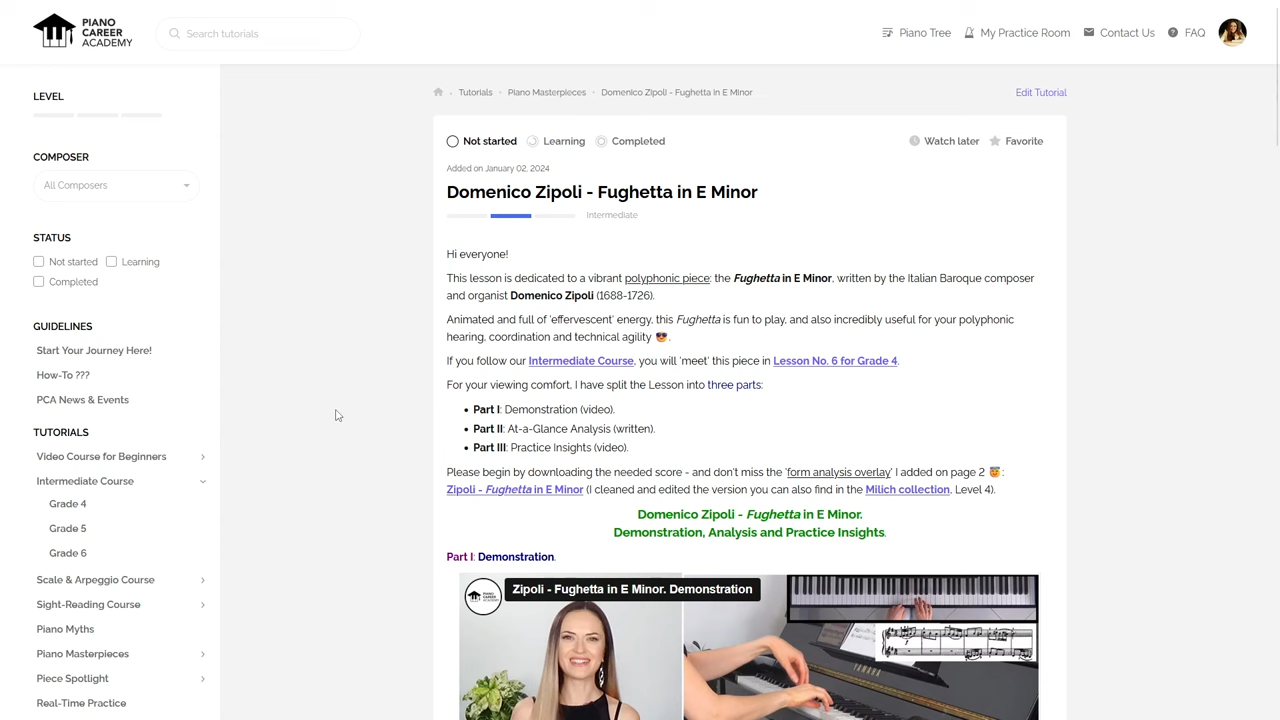 PIANO
CAREER
ACADEMY
Search tutorials
Piano Tree
My Practice Room
Contact Us
FAQ
LEVEL
COMPOSER
All Composers
STATUS
Not started
Learning
Completed
GUIDELINES
Start Your Journey Here!
How-To ???
PCA News & Events
TUTORIALS
Video Course for Beginners
Intermediate Course
Grade 4
Grade 5
Grade 6
Scale & Arpeggio Course
Sight-Reading Course
Piano Myths
Piano Masterpieces
Piece Spotlight
Real-Time Practice
Tutorials · Piano Masterpieces · Domenico Zipoli - Fughetta in E Minor
Edit Tutorial
Not started
Learning
Completed
Watch later
Favorite
Added on January 02, 2024
Domenico Zipoli - Fughetta in E Minor
Intermediate
Hi everyone!
This lesson is dedicated to a vibrant polyphonic piece: the Fughetta in E Minor, written by the Italian Baroque composer
and organist Domenico Zipoli (1688-1726).
Animated and full of 'effervescent' energy, this Fughetta is fun to play, and also incredibly useful for your polyphonic
hearing, coordination and technical agility 😎.
If you follow our Intermediate Course, you will 'meet' this piece in Lesson No. 6 for Grade 4.
For your viewing comfort, I have split the Lesson into three parts:
• Part I: Demonstration (video).
• Part II: At-a-Glance Analysis (written).
• Part III: Practice Insights (video).
Please begin by downloading the needed score - and don't miss the 'form analysis overlay' I added on page 2 😇:
Zipoli - Fughetta in E Minor (I cleaned and edited the version you can also find in the Milich collection, Level 4).
Domenico Zipoli - Fughetta in E Minor.
Demonstration, Analysis and Practice Insights.
Part I: Demonstration.
Zipoli - Fughetta in E Minor. Demonstration